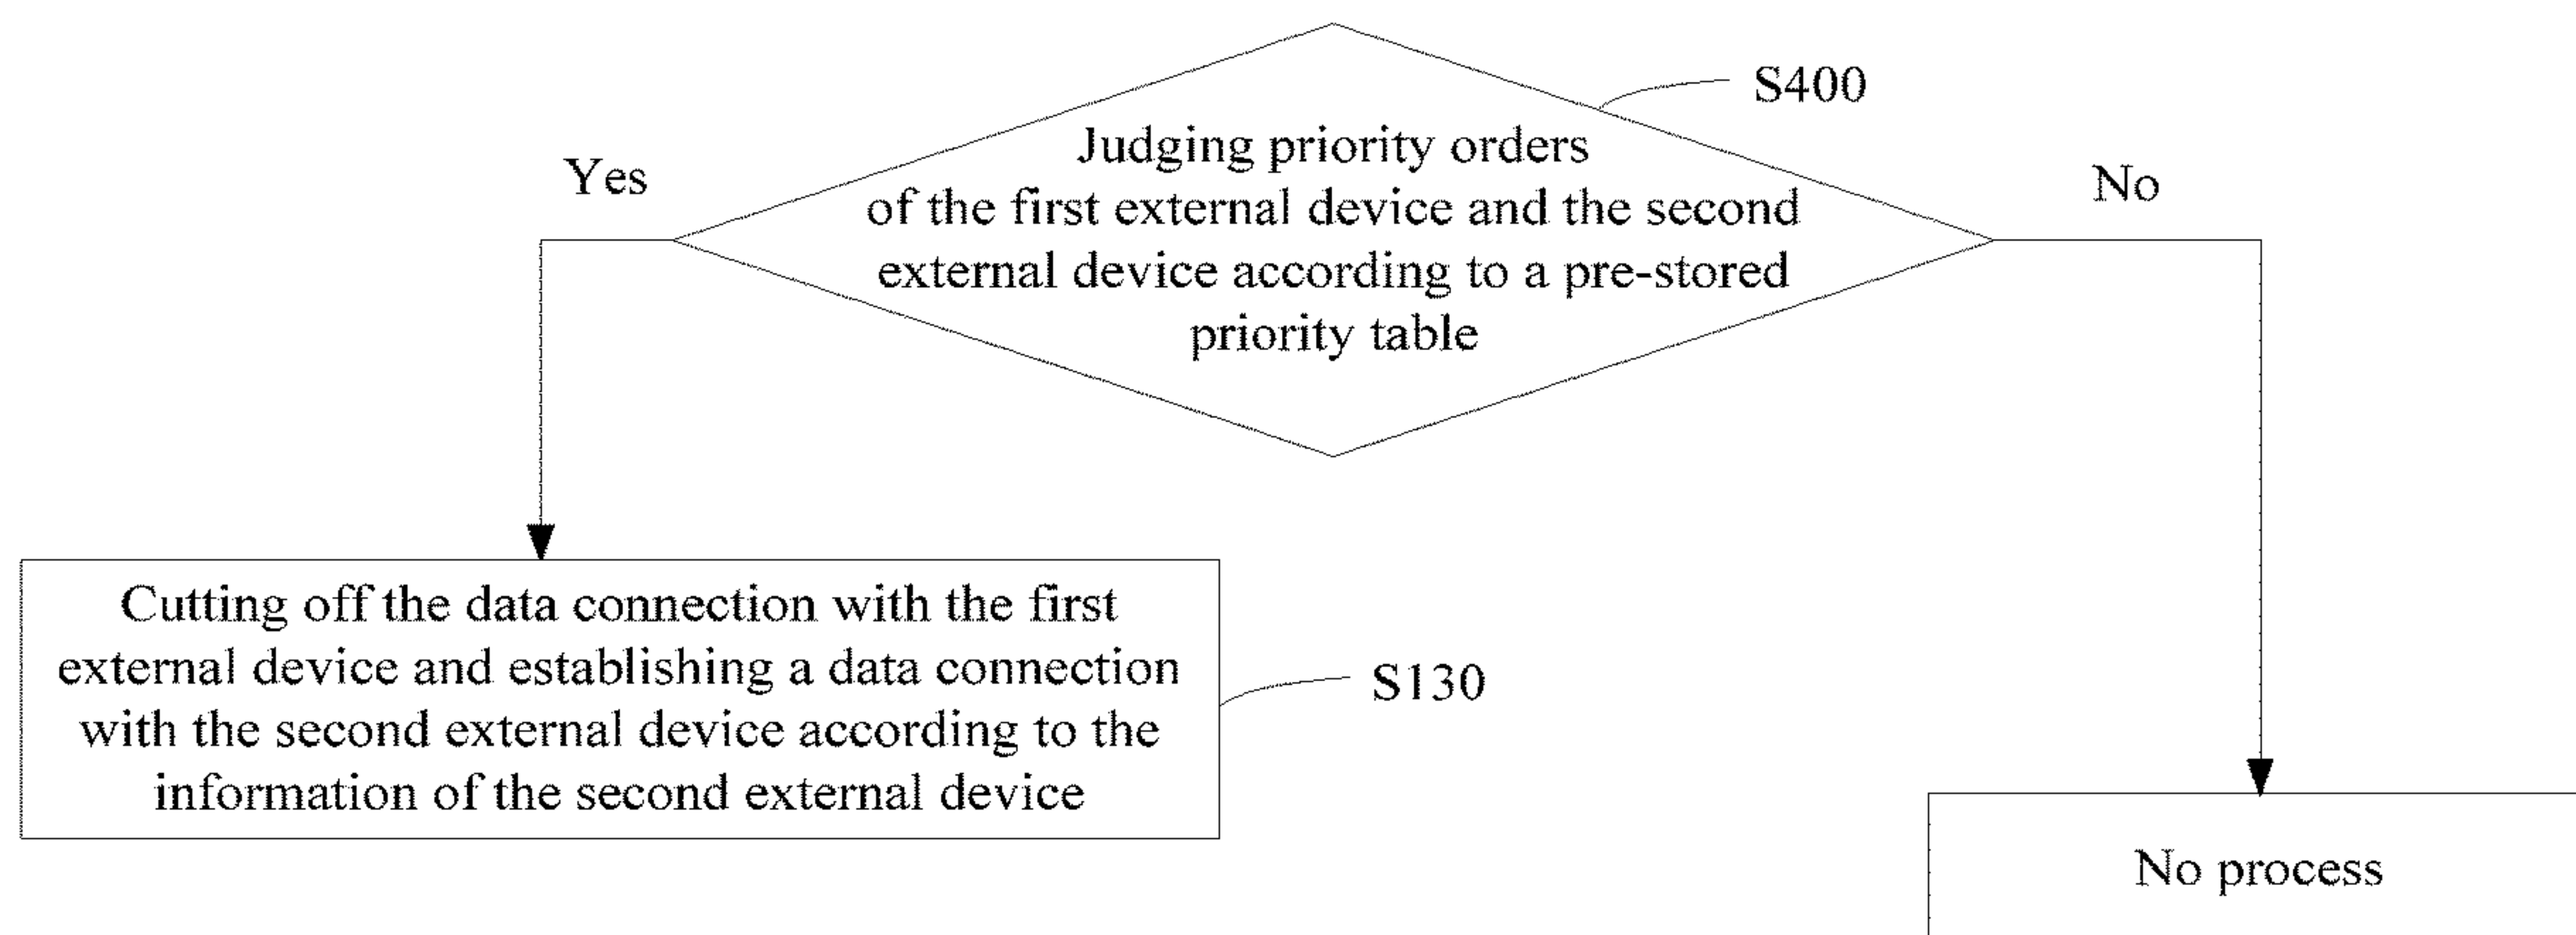 S400
Judging priority orders
of the first external device and the second
external device according to a pre-stored
priority table
Yes
No
Cutting off the data connection with the first
external device and establishing a data connection
with the second external device according to the
information of the second external device
S130
No process